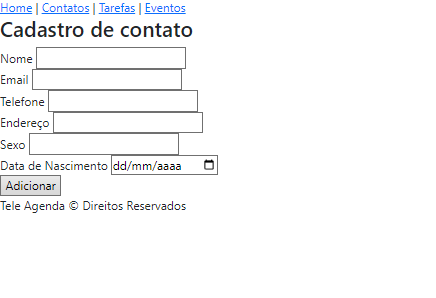 Home | Contatos | Tarefas | Eventos
Cadastro de contato
Nome
Email
Telefone
Endereço
Sexo
Data de Nascimento dd/mm/aaaa
Adicionar
Tele Agenda © Direitos Reservados